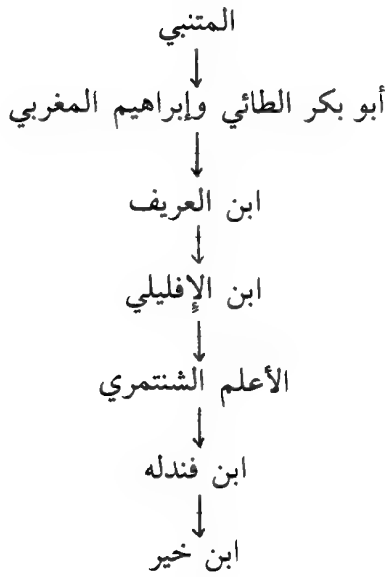 المتنبي
أبو بكر الطائي وإبراهيم المغربي
ابن العريف
ابن الإفليلي
الأعلم الشنتمري
ابن فندله
ابن خير